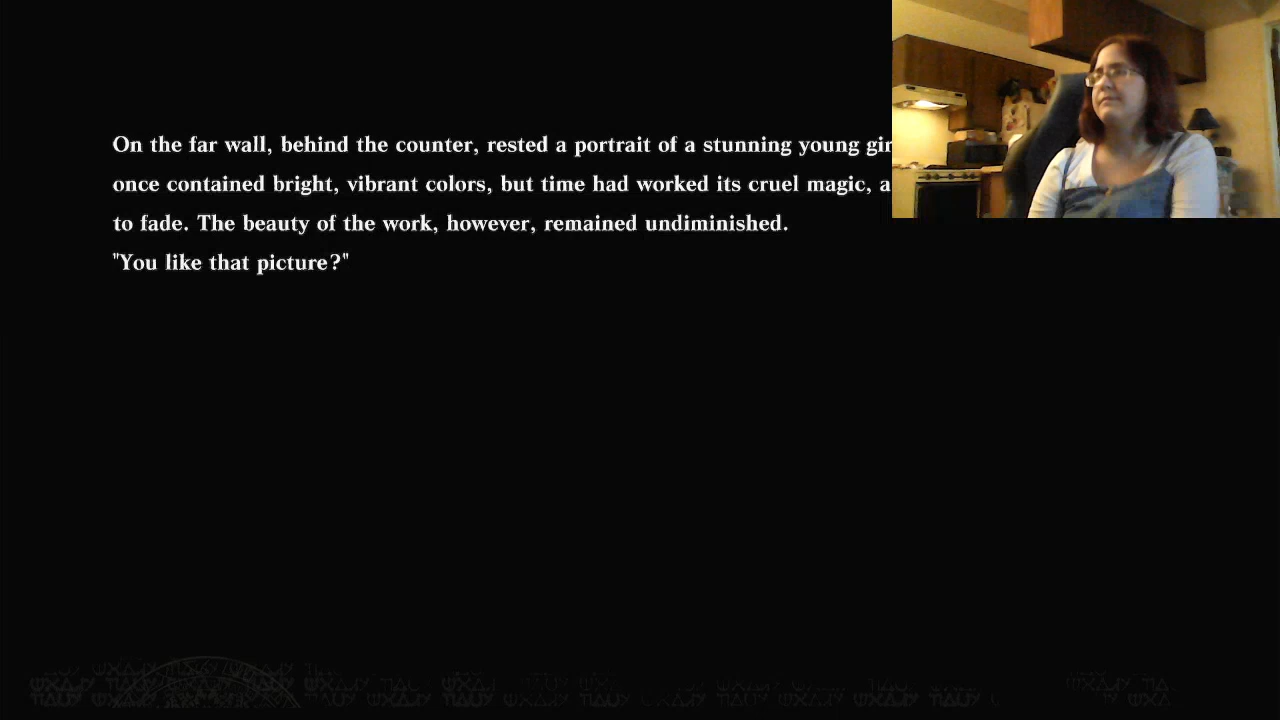 On the far wall, behind the counter, rested a portrait of a stunning young
once contained bright, vibrant colors, but time had worked its cruel magic,
to fade. The beauty of the work, however, remained undiminished.
"You like that picture?"